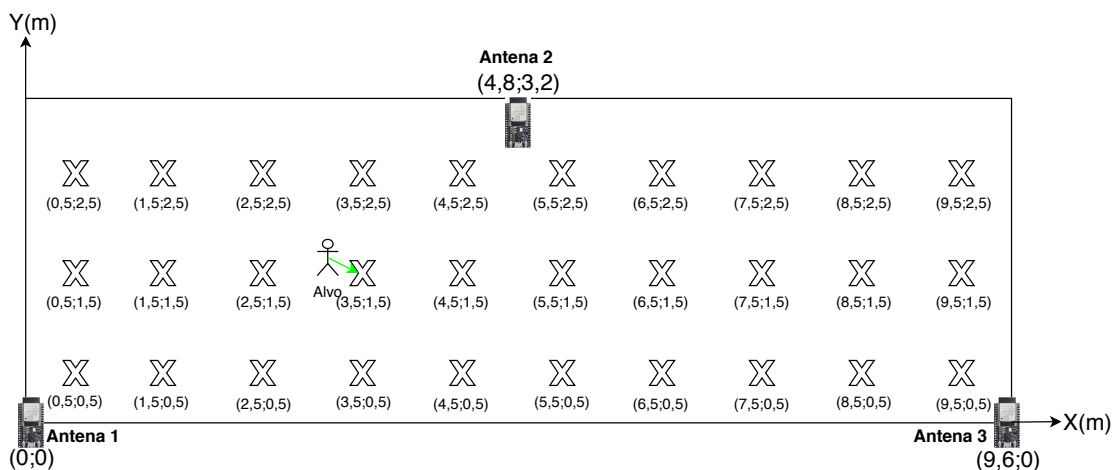 Y(m)
Antena 2
(4,8;3,2)
(0,5;2,5) (1,5;2,5) (2,5;2,5) (3,5;2,5) (4,5;2,5) (5,5;2,5) (6,5;2,5) (7,5;2,5) (8,5;2,5) (9,5;2,5)
Alvo
(0,5;1,5) (1,5;1,5) (2,5;1,5) (3,5;1,5) (4,5;1,5) (5,5;1,5) (6,5;1,5) (7,5;1,5) (8,5;1,5) (9,5;1,5)
(0,5;0,5) (1,5;0,5) (2,5;0,5) (3,5;0,5) (4,5;0,5) (5,5;0,5) (6,5;0,5) (7,5;0,5) (8,5;0,5) (9,5;0,5)
X(m)
Antena 1 Antena 3
(0;0) (9,6;0)